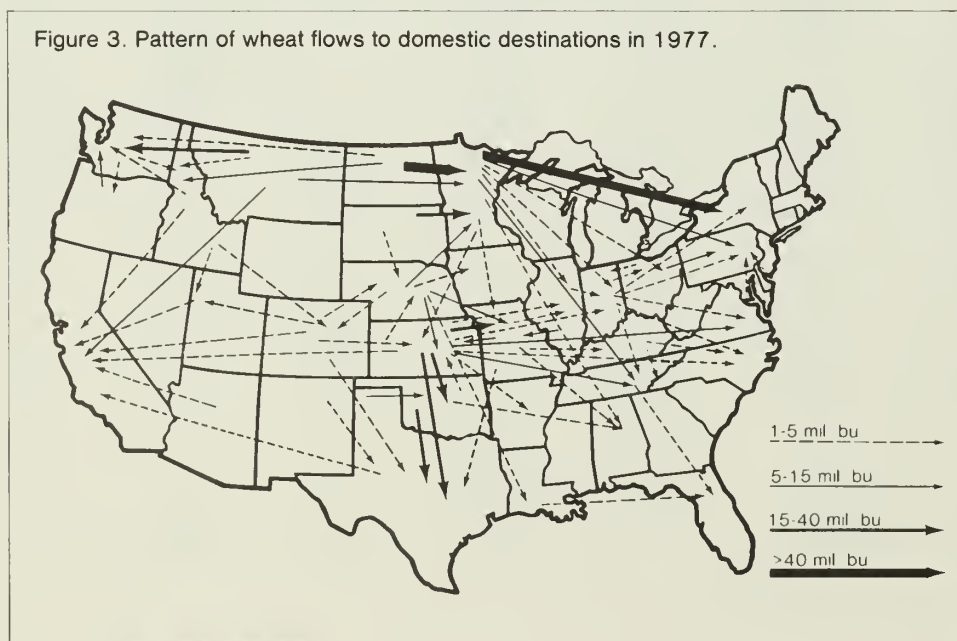 Figure 3. Pattern of wheat flows to domestic destinations in 1977.
1-5 mil bu
5-15 mil bu
15-40 mil bu
>40 mil bu